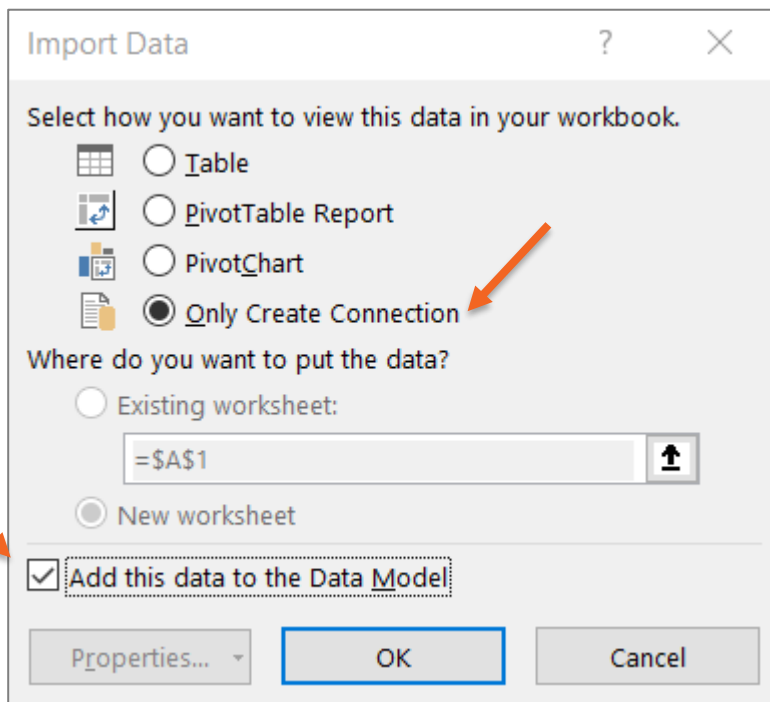 Import Data ?
Select how you want to view this data in your workbook.
Table
PivotTable Report
PivotChart
Only Create Connection
Where do you want to put the data?
Existing worksheet:
=$A$1
New worksheet
Add this data to the Data Model
Properties... OK Cancel